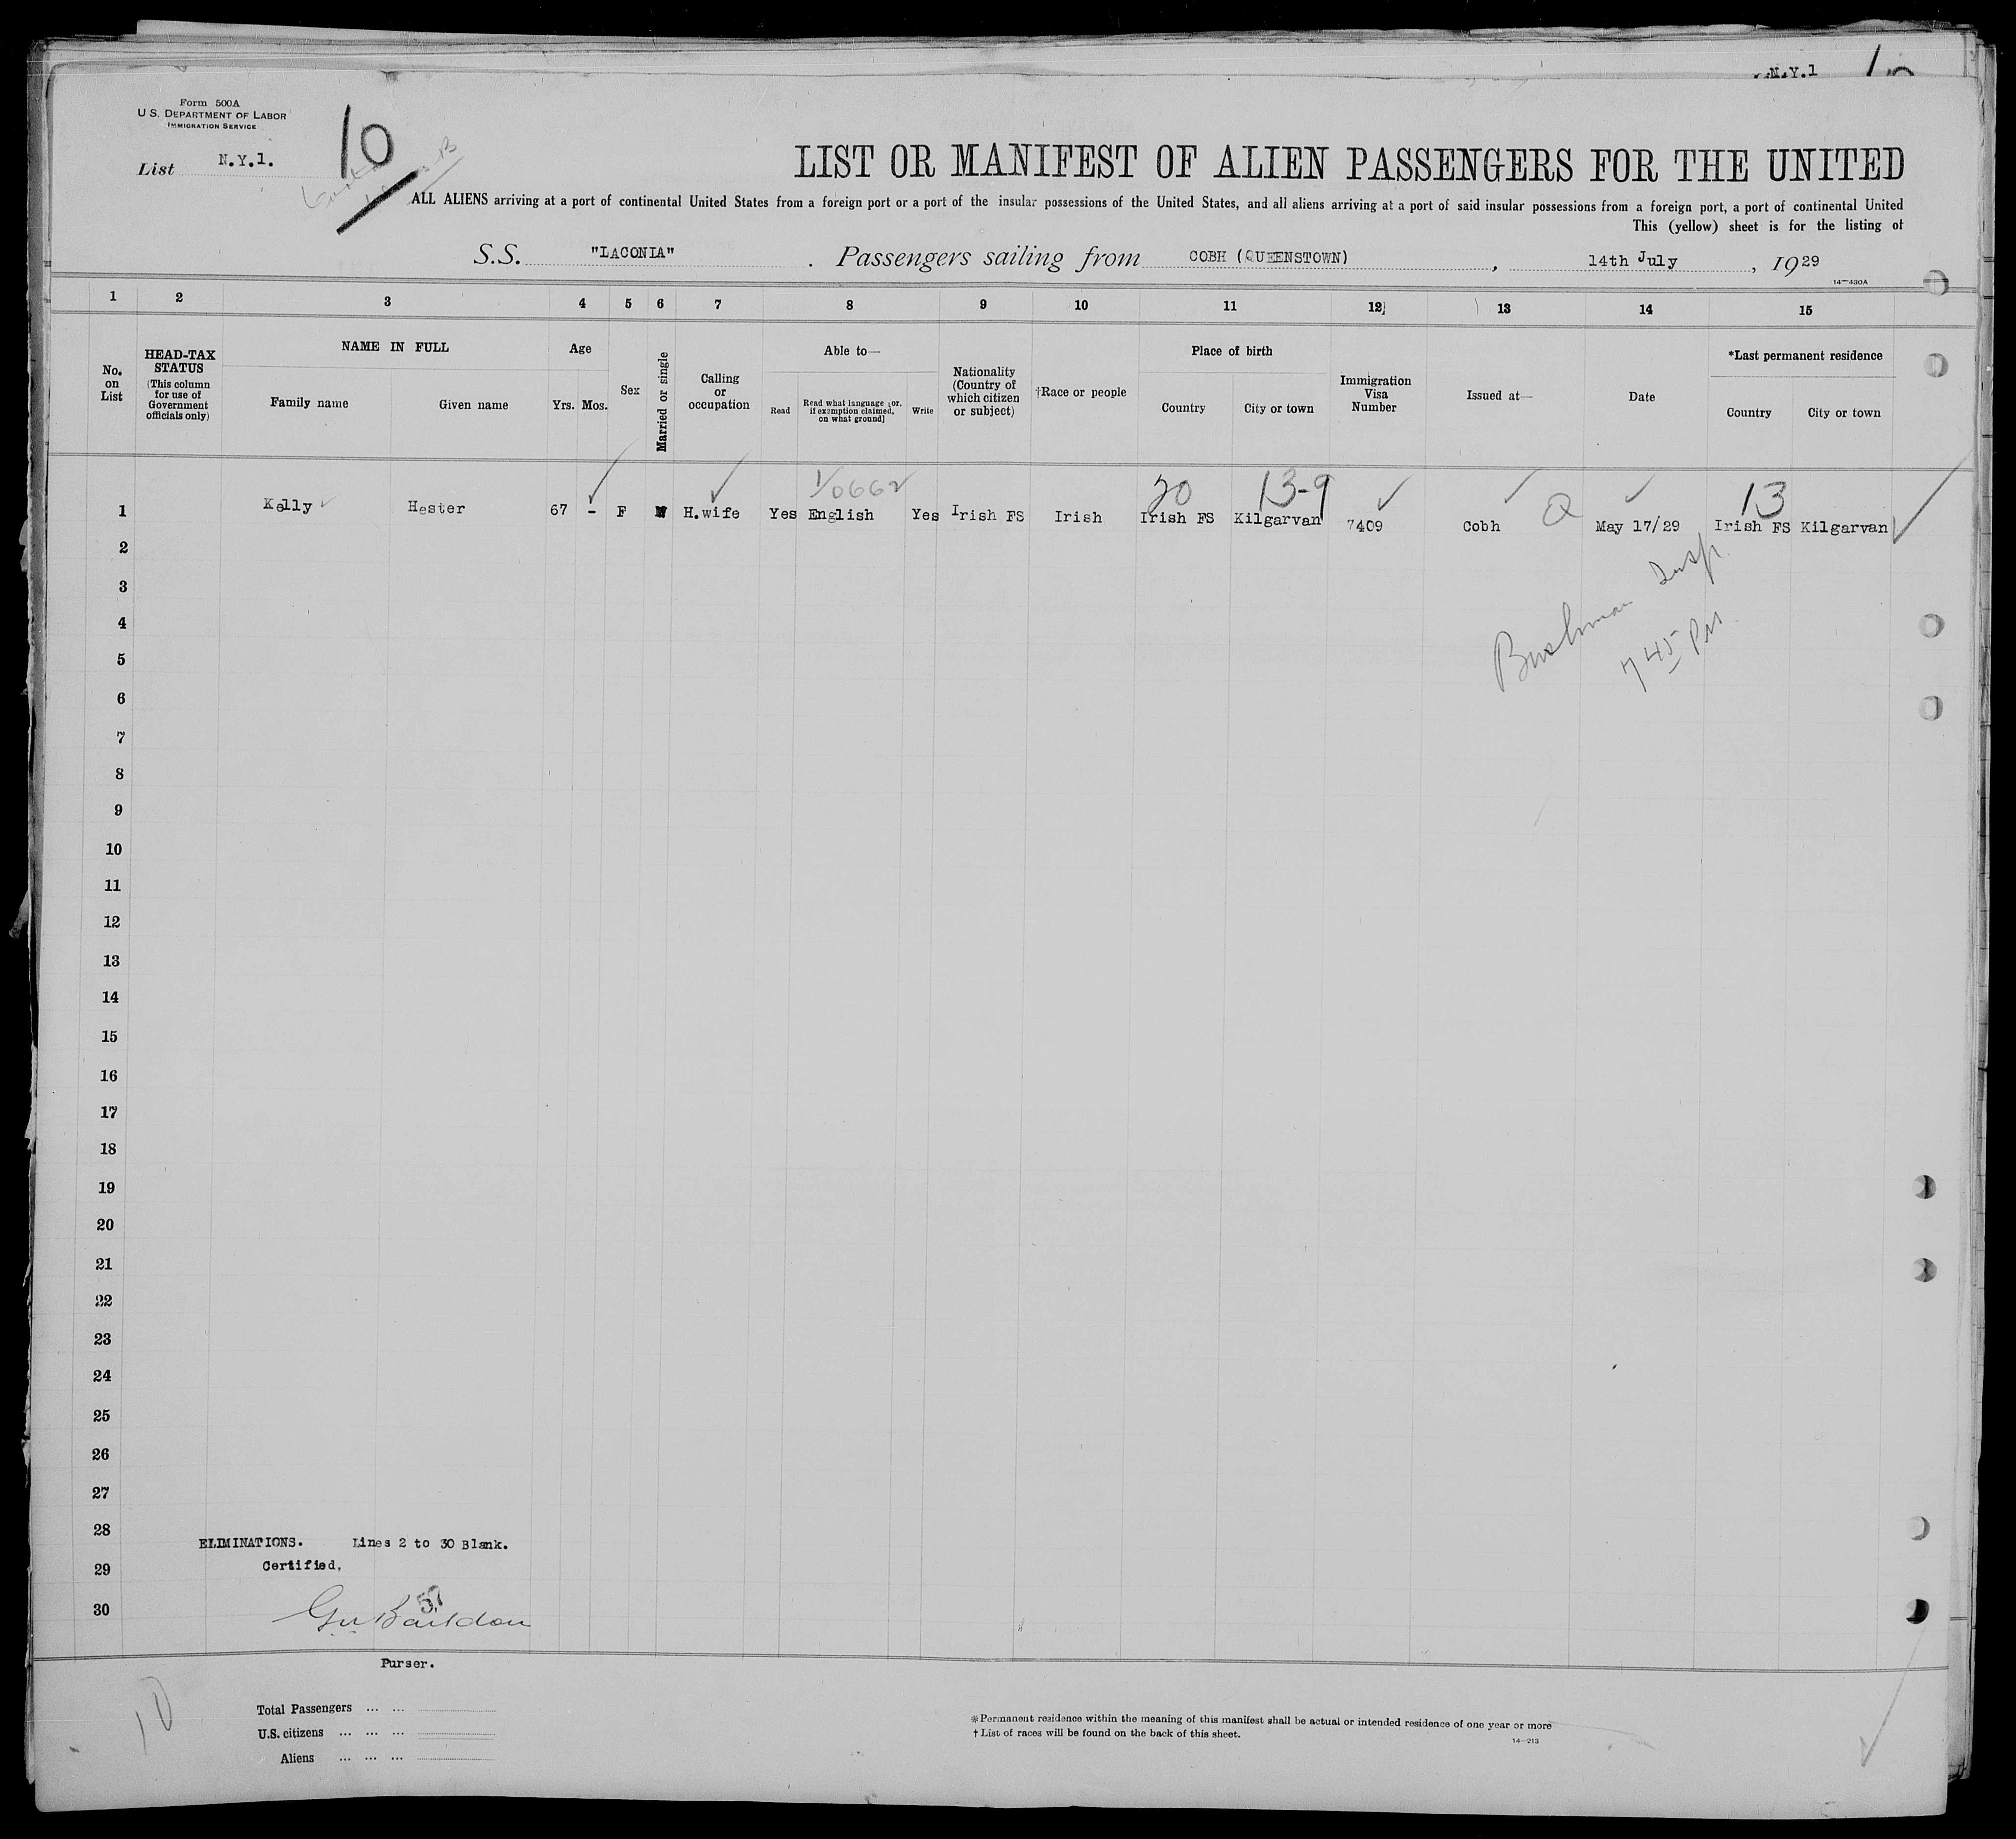 N.Y.1
Form 500A
U.S. DEPARTMENT OF LABOR
IMMIGRATION SERVICE
List N.Y.1.
10
LIST OR MANIFEST OF ALIEN PASSENGERS FOR THE UNITED
ALL ALIENS arriving at a port of continental United States from a foreign port or a port of the insular possessions of the United States, and all aliens arriving at a port of said insular possessions from a foreign port, a port of continental United
This (yellow) sheet is for the listing of
S.S. "LACONIA". Passengers sailing from COBH (QUEENSTOWN), 14th July, 1929
14—430A
1 2 3 4 5 6 7 8 9 10 11 12 13 14 15
No. on List
HEAD-TAX STATUS
(This column for use of Government officials only)
NAME IN FULL
Family name Given name
Age
Yrs. Mos.
Sex
Married or single
Calling or occupation
Able to—
Read
Read what language [or, if exemption claimed, on what ground]
Write
Nationality (Country of which citizen or subject)
†Race or people
Place of birth
Country City or town
Immigration Visa Number
Issued at—
Date
*Last permanent residence
Country City or town
20 13-9 13
1 Kelly Hester 67 - F H.wife Yes English Yes Irish FS Irish Irish FS Kilgarvan 7409 Cobh Q May 17/29 Irish FS Kilgarvan
Bushman Insp.
7 45 PM
2
3
4
5
6
7
8
9
10
11
12
13
14
15
16
17
18
19
20
21
22
23
24
25
26
27
28
ELIMINATIONS. Lines 2 to 30 Blank.
29
Certified,
30
57
Purser.
10
Total Passengers ... ...
U.S. citizens ... ... ...
Aliens ... ... ...
*Permanent residence within the meaning of this manifest shall be actual or intended residence of one year or more
† List of races will be found on the back of this sheet.
14—213